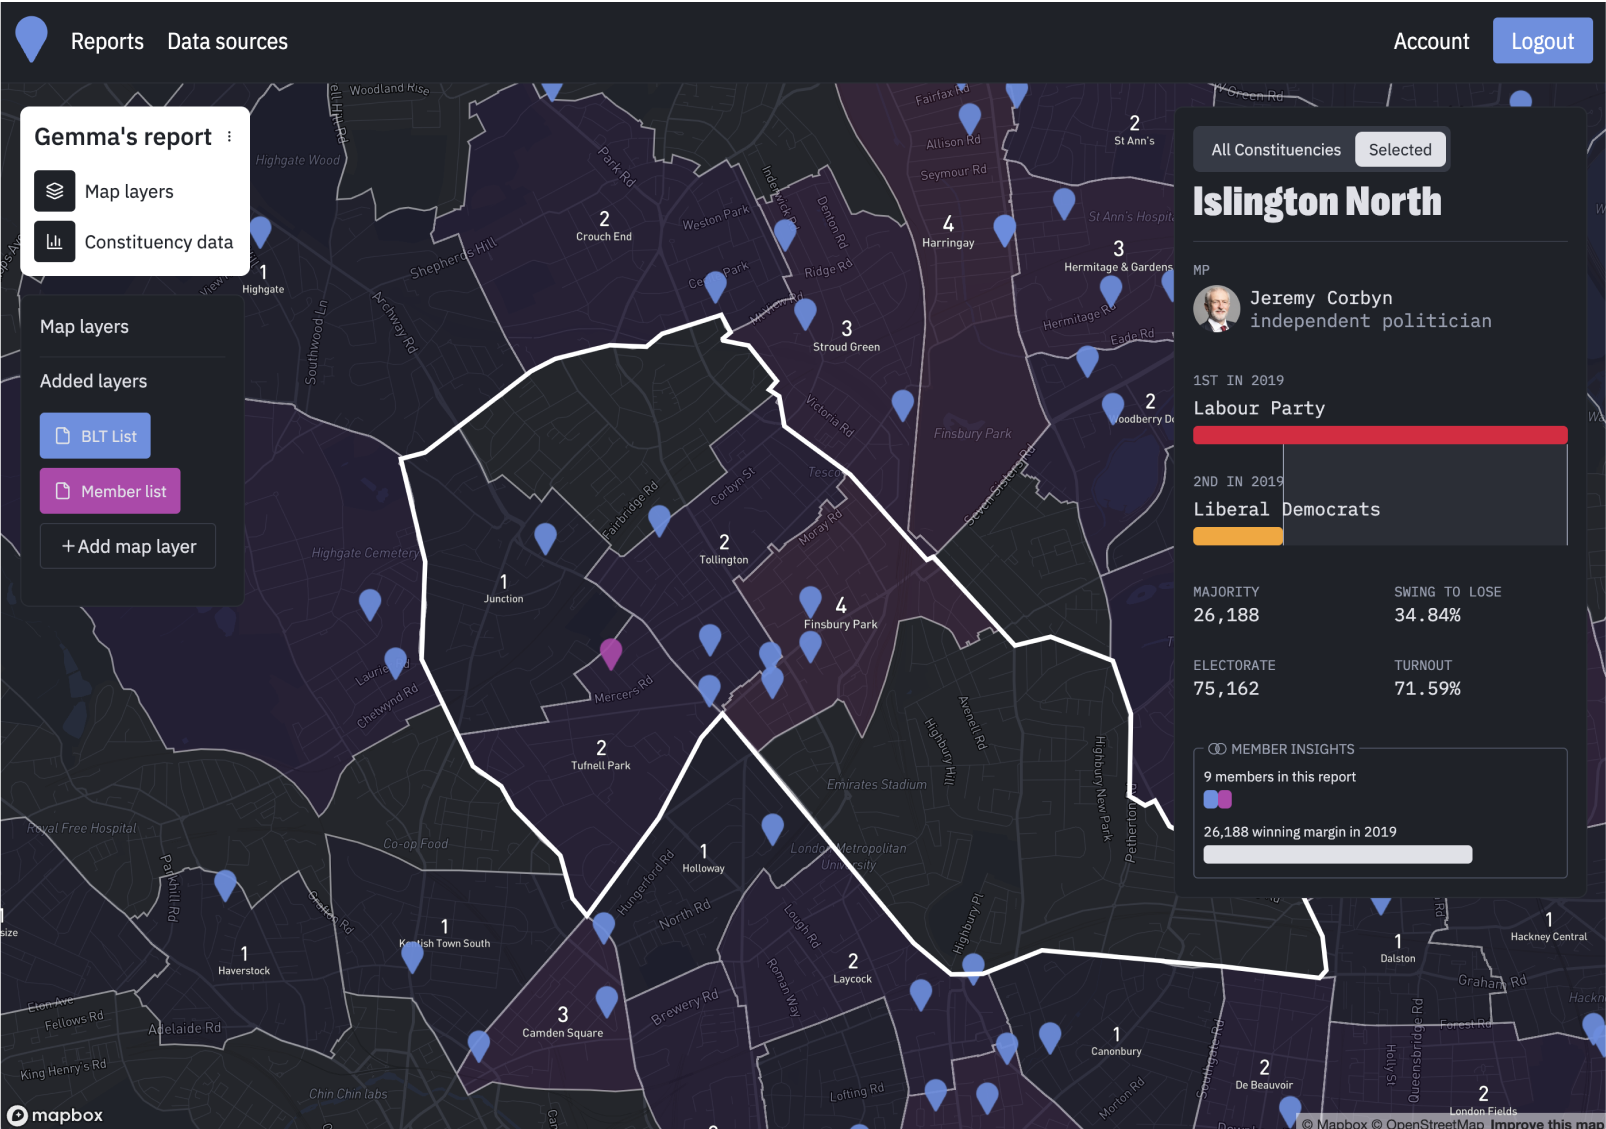 Reports
Data sources
Account
Logout
Gemma's report
Map layers
Constituency data
Map layers
Added layers
BLT List
Member list
+Add map layer
All Constituencies
Selected
Islington North
MP
Jeremy Corbyn
independent politician
1ST IN 2019
Labour Party
2ND IN 2019
Liberal Democrats
MAJORITY
26,188
SWING TO LOSE
34.84%
ELECTORATE
75,162
TURNOUT
71.59%
MEMBER INSIGHTS
9 members in this report
26,188 winning margin in 2019
Woodland Rise
Highgate Wood
Park Rd
Fairfax Rd
Allison Rd
Seymour Rd
2
St Ann's
Green Rd
St Ann's Hospita
2
Crouch End
Weston Park
Denton Rd
4
Harringay
3
Hermitage & Gardens
1
Highgate
Shepherds Hill
Archway Rd
Southwood Ln
Park
Ridge Rd
Hermitage Rd
Eade Rd
3
Stroud Green
Victoria Rd
Finsbury Park
2
Seven Sisters Rd
Tesco
Corbyn St
Fairbridge Rd
Moray Rd
Highgate Cemetery
2
Tollington
1
Junction
4
Finsbury Park
Mercers Rd
Chetwynd Rd
2
Tufnell Park
Avenell Rd
Highbury Hill
Highbury New Park
Emirates Stadium
Royal Free Hospital
Co-op Food
Parkhill Rd
Grafton Rd
1
Holloway
London Metropolitan
University
Hungerford Rd
North Rd
Lough Rd
Highbury Pl
Roman Way
1
Kentish Town South
1
Haverstock
2
Laycock
1
Dalston
1
Hackney Central
Graham Rd
Eton Ave
Fellows Rd
Adelaide Rd
King Henry's Rd
3
Camden Square
Brewery Rd
1
Canonbury
Southgate Rd
Queensbridge Rd
Forest Rd
Holly St
2
De Beauvoir
Morton Rd
Lofting Rd
Chin Chin labs
2
London Fields
mapbox
© Mapbox © OpenStreetMap Improve this map